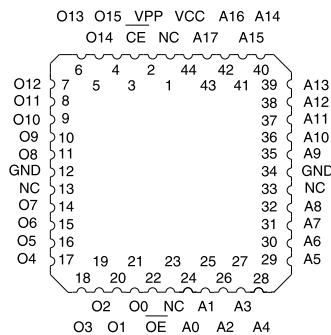 O13 O15 VPP VCC A16 A14
O14 CE NC A17 A15
6 4 2 44 42 40
5 3 1 43 41
O12 7 39 A13
O11 8 38 A12
O10 9 37 A11
O9 10 36 A10
O8 11 35 A9
GND 12 34 GND
NC 13 33 NC
O7 14 32 A8
O6 15 31 A7
O5 16 30 A6
O4 17 29 A5
19 21 23 25 27
18 20 22 24 26 28
O2 O0 NC A1 A3
O3 O1 OE A0 A2 A4